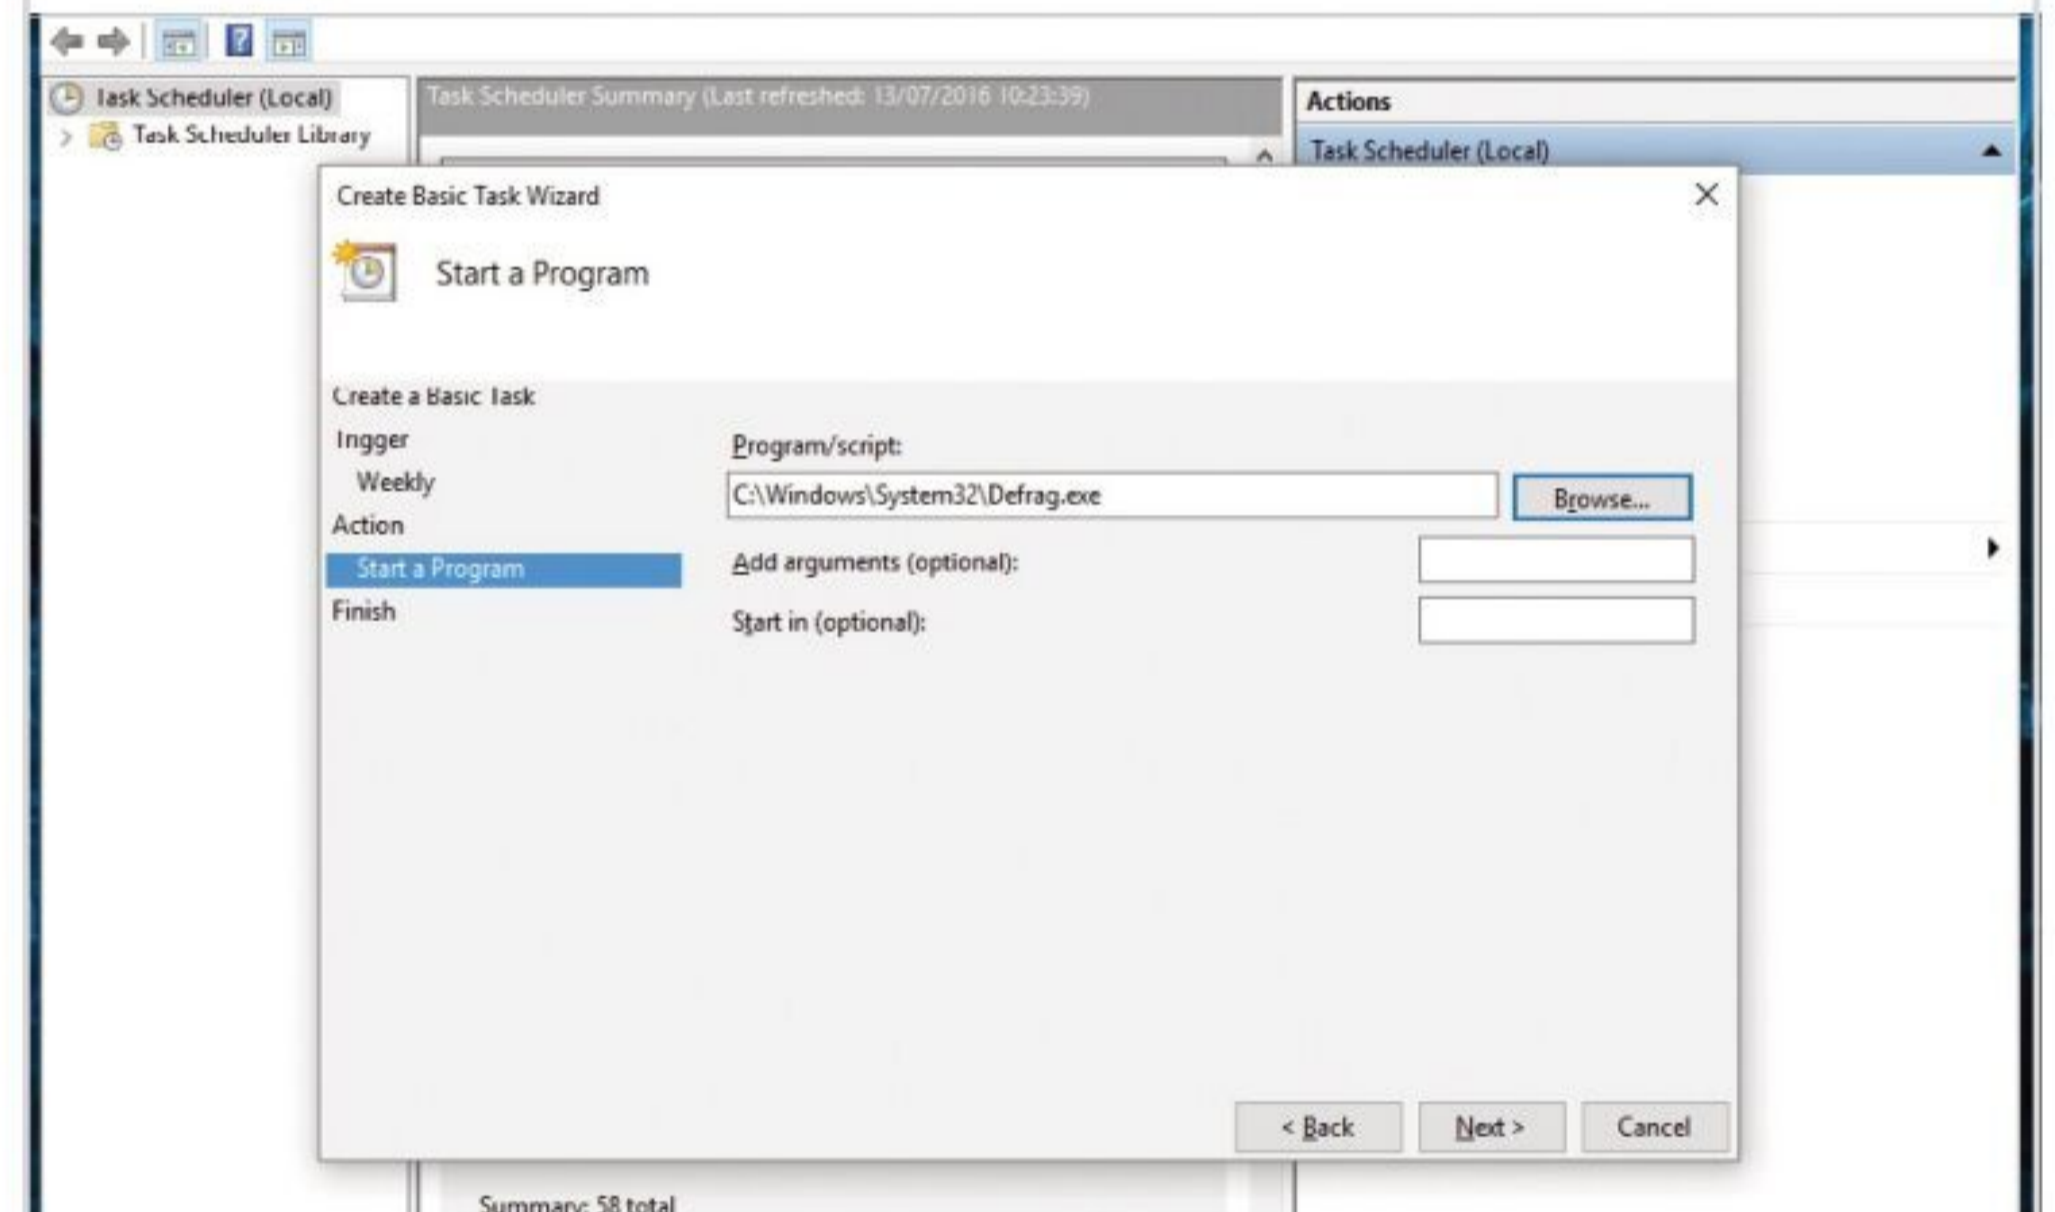 Task Scheduler (Local)
Task Scheduler Library
Task Scheduler Summary (Last refreshed: 13/07/2016 10:23:39)
Actions
Task Scheduler (Local)
Create Basic Task Wizard
Start a Program
Create a Basic Task
Trigger
Weekly
Action
Start a Program
Finish
Program/script:
C:\Windows\System32\Defrag.exe
Browse...
Add arguments (optional):
Start in (optional):
< Back
Next >
Cancel
Summary: 58 total